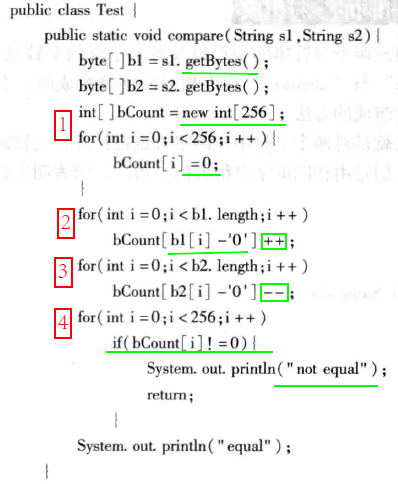 public class Test {
public static void compare(String s1,String s2){
byte[]b1 = s1. getBytes();
byte[]b2 = s2. getBytes();
1 int[]bCount = new int[256];
for(int i =0;i <256;i ++){
bCount[i] =0;
}
2 for(int i =0;i <b1. length;i ++)
bCount[b1[i] -'0']++;
3 for(int i =0;i <b2. length;i ++)
bCount[b2[i] -'0']--;
4 for(int i =0;i <256;i ++)
if(bCount[i]! =0){
System. out. println("not equal");
return;
}
System. out. println("equal");
}